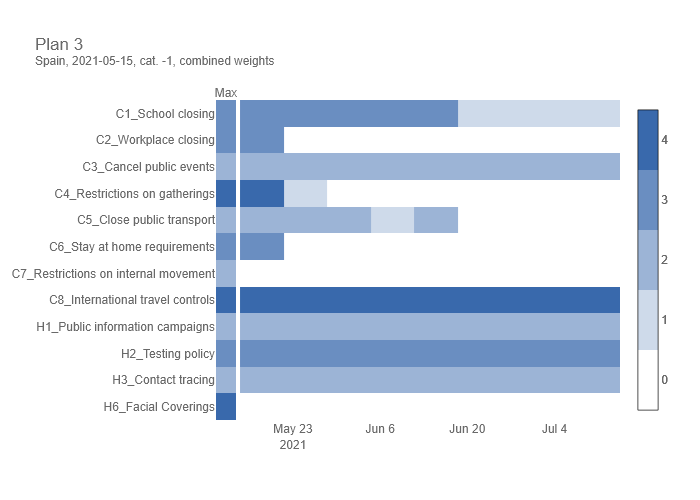 Plan 3
Spain, 2021-05-15, cat. -1, combined weights
Max
C1_School closing
C2_Workplace closing
C3_Cancel public events
C4_Restrictions on gatherings
C5_Close public transport
C6_Stay at home requirements
C7_Restrictions on internal movement
C8_International travel controls
H1_Public information campaigns
H2_Testing policy
H3_Contact tracing
H6_Facial Coverings
May 23
2021
Jun 6
Jun 20
Jul 4
4
3
2
1
0